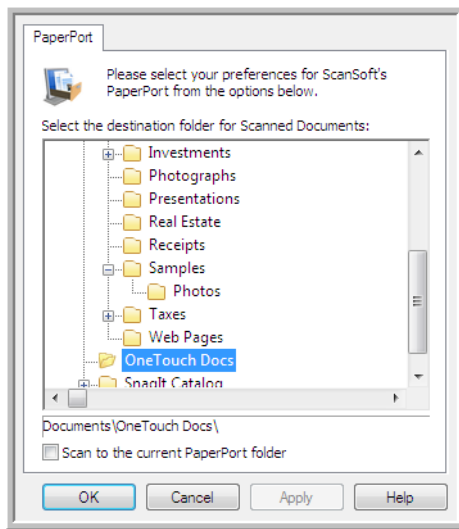 PaperPort
Please select your preferences for ScanSoft's
PaperPort from the options below.
Select the destination folder for Scanned Documents:
Investments
Photographs
Presentations
Real Estate
Receipts
Samples
Photos
Taxes
Web Pages
OneTouch Docs
SnagIt Catalog
Documents\OneTouch Docs\
Scan to the current PaperPort folder
OK Cancel Apply Help